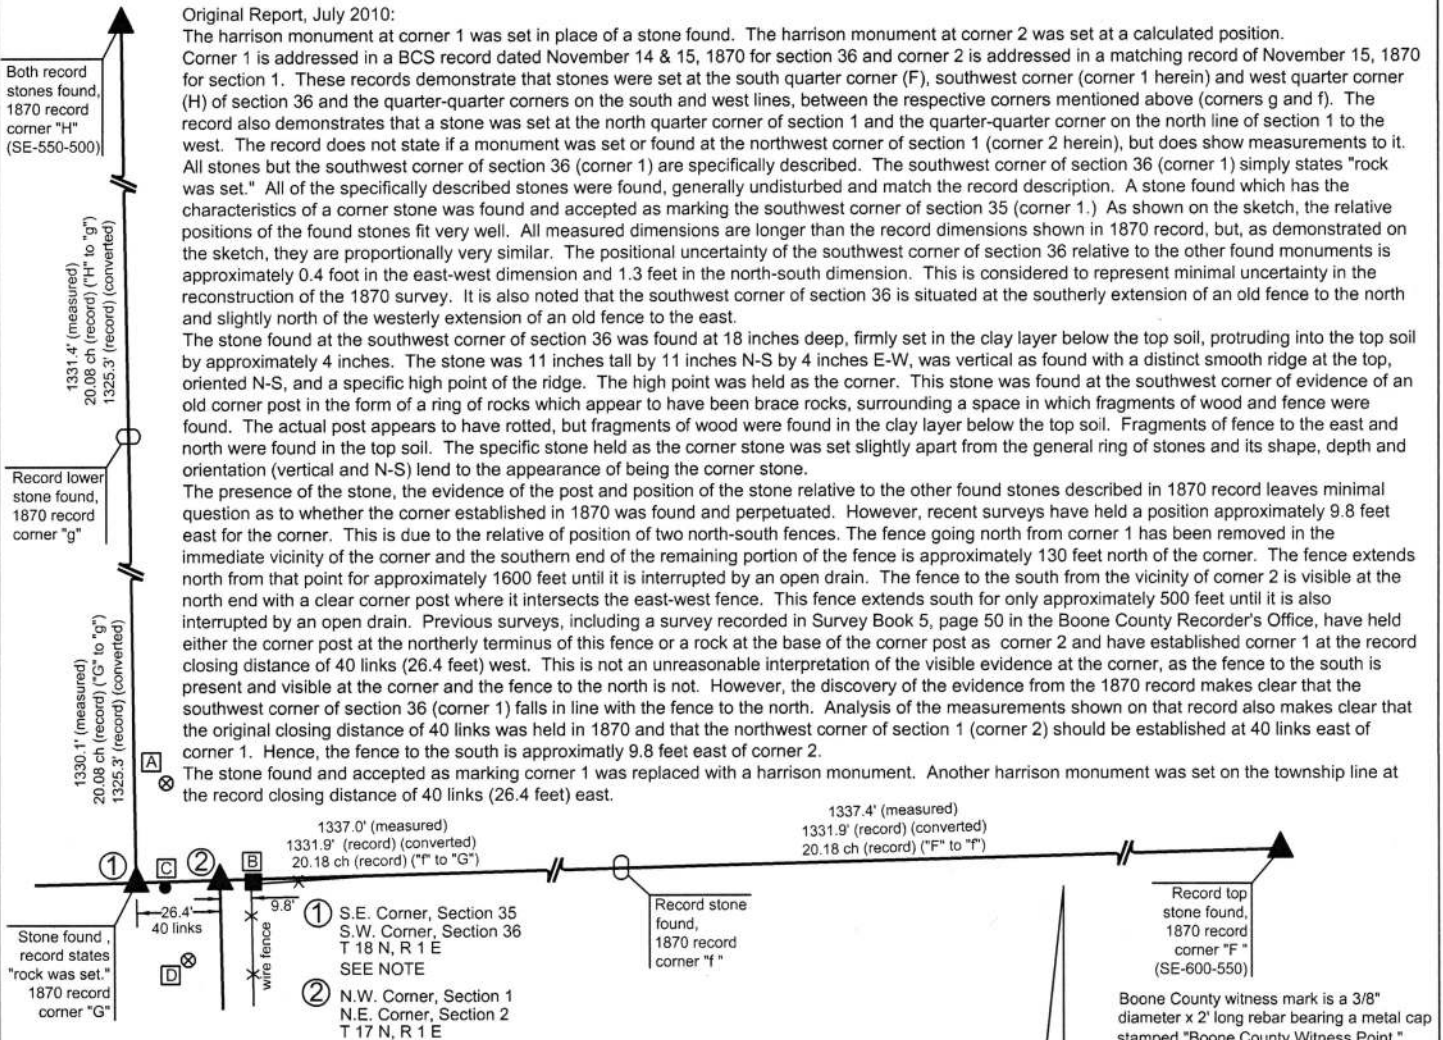 Original Report, July 2010:
The harrison monument at corner 1 was set in place of a stone found. The harrison monument at corner 2 was set at a calculated position.
Corner 1 is addressed in a BCS record dated November 14 & 15, 1870 for section 36 and corner 2 is addressed in a matching record of November 15, 1870
for section 1. These records demonstrate that stones were set at the south quarter corner (F), southwest corner (corner 1 herein) and west quarter corner
(H) of section 36 and the quarter-quarter corners on the south and west lines, between the respective corners mentioned above (corners g and f). The
record also demonstrates that a stone was set at the north quarter corner of section 1 and the quarter-quarter corner on the north line of section 1 to the
west. The record does not state if a monument was set or found at the northwest corner of section 1 (corner 2 herein), but does show measurements to it.
All stones but the southwest corner of section 36 (corner 1) are specifically described. The southwest corner of section 36 (corner 1) simply states "rock
was set." All of the specifically described stones were found, generally undisturbed and match the record description. A stone found which has the
characteristics of a corner stone was found and accepted as marking the southwest corner of section 35 (corner 1.) As shown on the sketch, the relative
positions of the found stones fit very well. All measured dimensions are longer than the record dimensions shown in 1870 record, but, as demonstrated on
the sketch, they are proportionally very similar. The positional uncertainty of the southwest corner of section 36 relative to the other found monuments is
approximately 0.4 foot in the east-west dimension and 1.3 feet in the north-south dimension. This is considered to represent minimal uncertainty in the
reconstruction of the 1870 survey. It is also noted that the southwest corner of section 36 is situated at the southerly extension of an old fence to the north
and slightly north of the westerly extension of an old fence to the east.
The stone found at the southwest corner of section 36 was found at 18 inches deep, firmly set in the clay layer below the top soil, protruding into the top soil
by approximately 4 inches. The stone was 11 inches tall by 11 inches N-S by 4 inches E-W, was vertical as found with a distinct smooth ridge at the top,
oriented N-S, and a specific high point of the ridge. The high point was held as the corner. This stone was found at the southwest corner of evidence of an
old corner post in the form of a ring of rocks which appear to have been brace rocks, surrounding a space in which fragments of wood and fence were
found. The actual post appears to have rotted, but fragments of wood were found in the clay layer below the top soil. Fragments of fence to the east and
north were found in the top soil. The specific stone held as the corner stone was set slightly apart from the general ring of stones and its shape, depth and
orientation (vertical and N-S) lend to the appearance of being the corner stone.
The presence of the stone, the evidence of the post and position of the stone relative to the other found stones described in 1870 record leaves minimal
question as to whether the corner established in 1870 was found and perpetuated. However, recent surveys have held a position approximately 9.8 feet
east for the corner. This is due to the relative of position of two north-south fences. The fence going north from corner 1 has been removed in the
immediate vicinity of the corner and the southern end of the remaining portion of the fence is approximately 130 feet north of the corner. The fence extends
north from that point for approximately 1600 feet until it is interrupted by an open drain. The fence to the south from the vicinity of corner 2 is visible at the
north end with a clear corner post where it intersects the east-west fence. This fence extends south for only approximately 500 feet until it is also
interrupted by an open drain. Previous surveys, including a survey recorded in Survey Book 5, page 50 in the Boone County Recorder's Office, have held
either the corner post at the northerly terminus of this fence or a rock at the base of the corner post as corner 2 and have established corner 1 at the record
closing distance of 40 links (26.4 feet) west. This is not an unreasonable interpretation of the visible evidence at the corner, as the fence to the south is
present and visible at the corner and the fence to the north is not. However, the discovery of the evidence from the 1870 record makes clear that the
southwest corner of section 36 (corner 1) falls in line with the fence to the north. Analysis of the measurements shown on that record also makes clear that
the original closing distance of 40 links was held in 1870 and that the northwest corner of section 1 (corner 2) should be established at 40 links east of
corner 1. Hence, the fence to the south is approximatly 9.8 feet east of corner 2.
The stone found and accepted as marking corner 1 was replaced with a harrison monument. Another harrison monument was set on the township line at
the record closing distance of 40 links (26.4 feet) east.
Both record
stones found,
1870 record
corner "H"
(SE-550-500)
1331.4' (measured)
20.08 ch (record) ("H" to "g")
1325.3' (record) (converted)
Record lower
stone found,
1870 record
corner "g"
1330.1' (measured)
20.08 ch (record) ("G" to "g")
1325.3' (record) (converted)
A
1337.0' (measured)
1331.9' (record) (converted)
20.18 ch (record) ("f" to "G")
1337.4' (measured)
1331.9' (record) (converted)
20.18 ch (record) ("F" to "f")
1
C
2
B
26.4'
40 links
9.8'
wire fence
D
Stone found ,
record states
"rock was set."
1870 record
corner "G"
1 S.E. Corner, Section 35
S.W. Corner, Section 36
T 18 N, R 1 E
SEE NOTE
2 N.W. Corner, Section 1
N.E. Corner, Section 2
T 17 N, R 1 E
Record stone
found,
1870 record
corner "f "
Record top
stone found,
1870 record
corner "F "
(SE-600-550)
Boone County witness mark is a 3/8"
diameter x 2' long rebar bearing a metal cap
stamped "Boone County Witness Point."